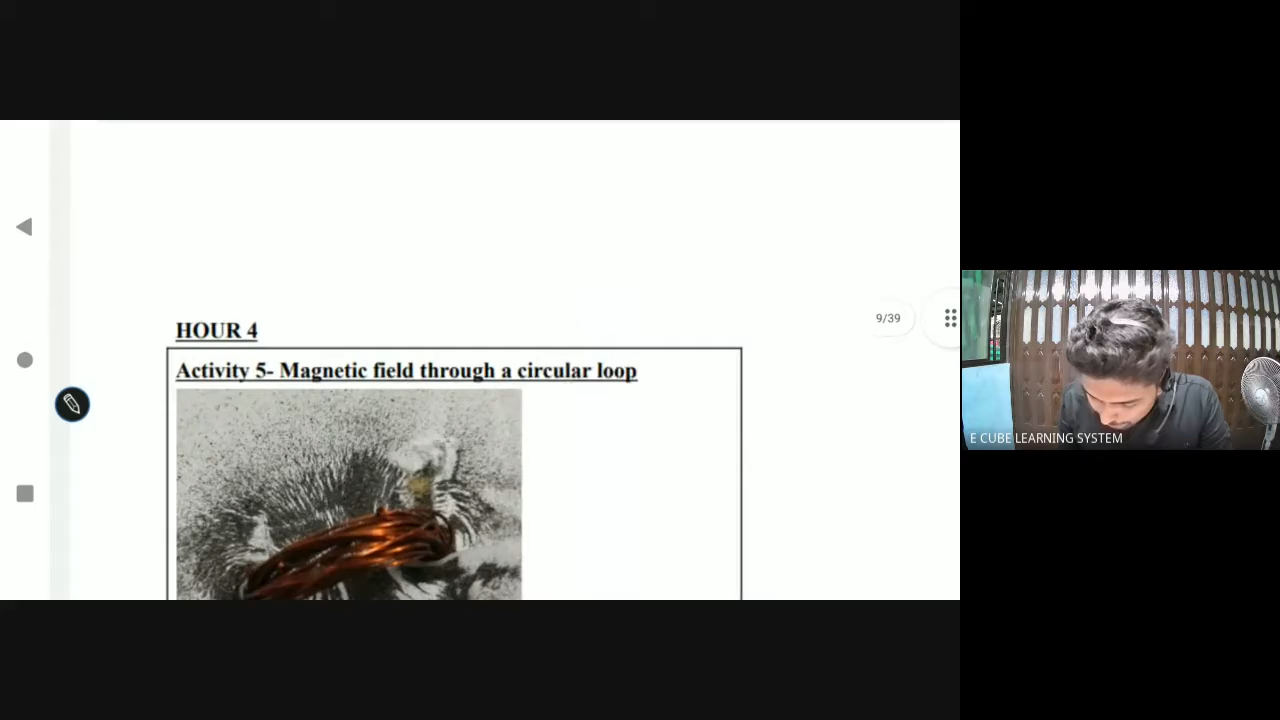 HOUR 4
9/39
Activity 5- Magnetic field through a circular loop
E CUBE LEARNING SYSTEM